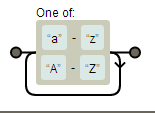 One of:
“a” - “z”
“A” - “Z”